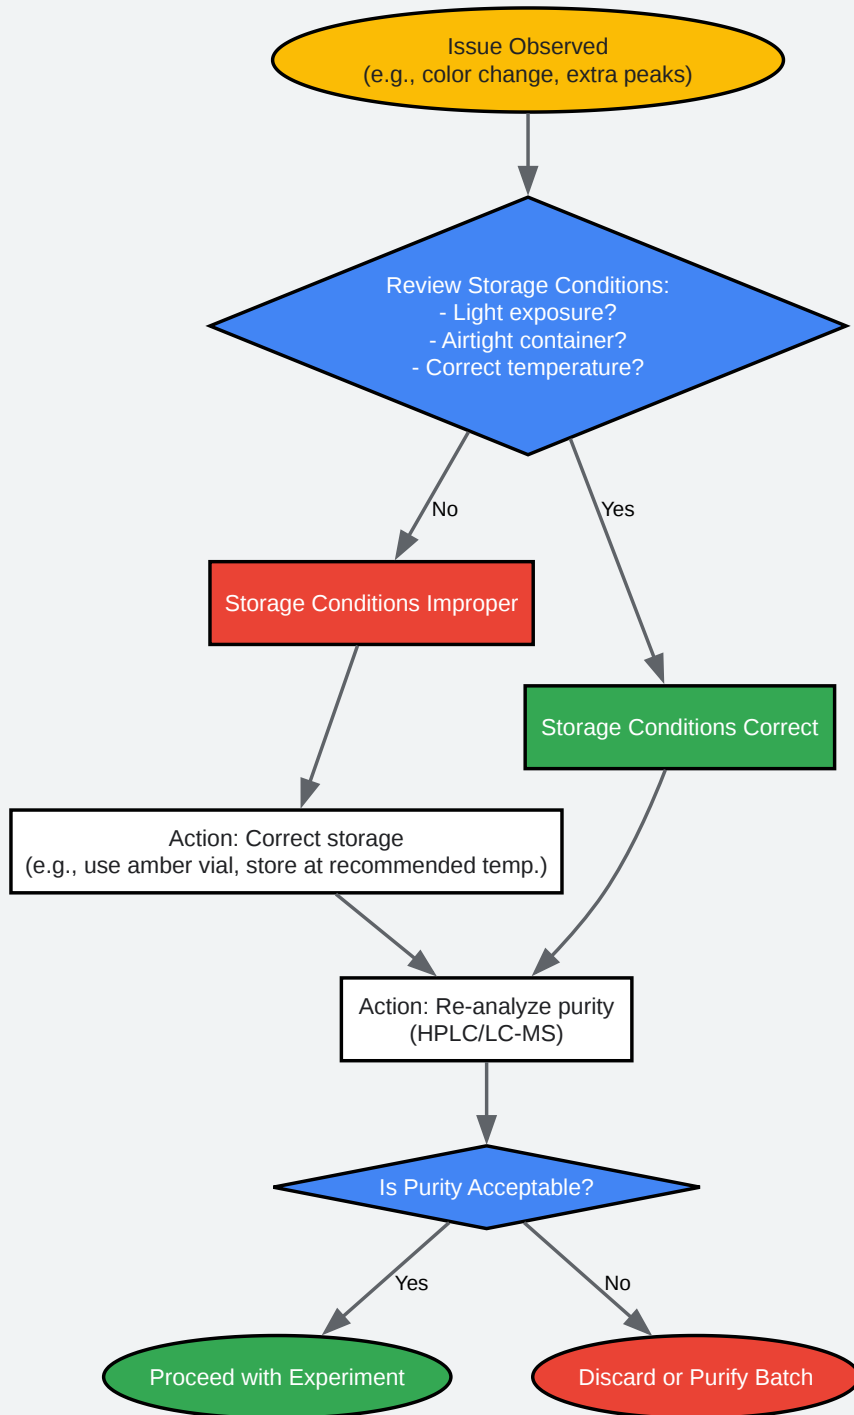 Issue Observed
(e.g., color change, extra peaks)
Review Storage Conditions:
- Light exposure?
- Airtight container?
- Correct temperature?
No
Yes
Storage Conditions Improper
Storage Conditions Correct
Action: Correct storage
(e.g., use amber vial, store at recommended temp.)
Action: Re-analyze purity
(HPLC/LC-MS)
Is Purity Acceptable?
Yes
No
Proceed with Experiment
Discard or Purify Batch